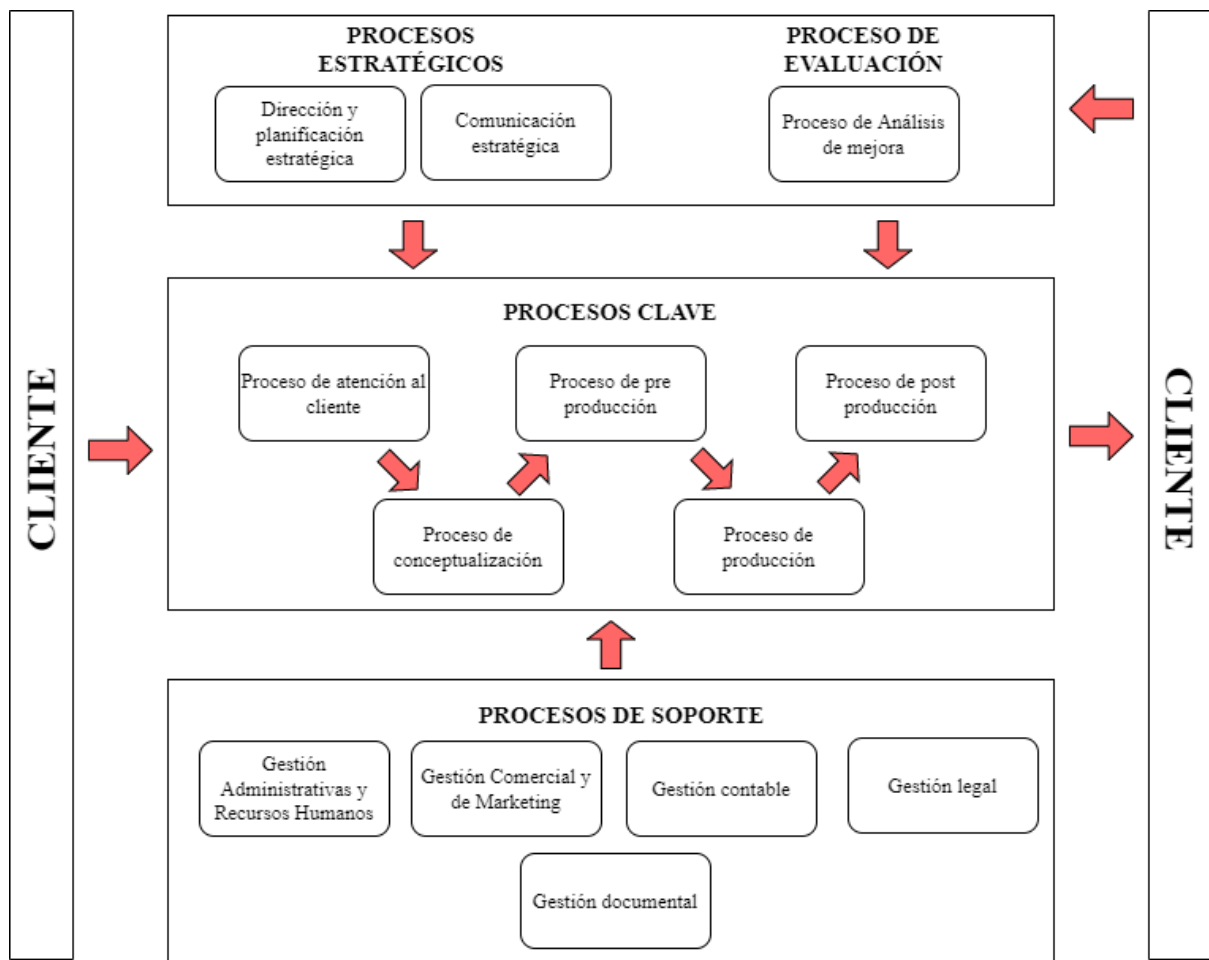 PROCESOS
ESTRATÉGICOS
Dirección y
planificación
estratégica
Comunicación
estratégica
PROCESO DE
EVALUACIÓN
Proceso de Análisis
de mejora
CLIENTE
PROCESOS CLAVE
Proceso de atención al
cliente
Proceso de
conceptualización
Proceso de pre
producción
Proceso de
producción
Proceso de post
producción
CLIENTE
PROCESOS DE SOPORTE
Gestión
Administrativas y
Recursos Humanos
Gestión Comercial y
de Marketing
Gestión contable
Gestión legal
Gestión documental